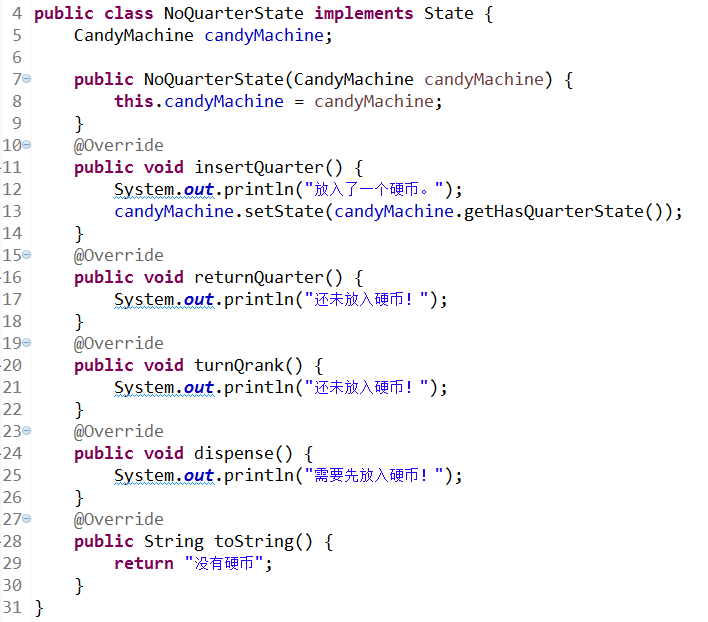 4 public class NoQuarterState implements State {
5     CandyMachine candyMachine;
6
7     public NoQuarterState(CandyMachine candyMachine) {
8         this.candyMachine = candyMachine;
9     }
10     @Override
11     public void insertQuarter() {
12         System.out.println("放入了一个硬币。");
13         candyMachine.setState(candyMachine.getHasQuarterState());
14     }
15     @Override
16     public void returnQuarter() {
17         System.out.println("还未放入硬币！");
18     }
19     @Override
20     public void turnQrank() {
21         System.out.println("还未放入硬币！");
22     }
23     @Override
24     public void dispense() {
25         System.out.println("需要先放入硬币！");
26     }
27     @Override
28     public String toString() {
29         return "没有硬币";
30     }
31 }